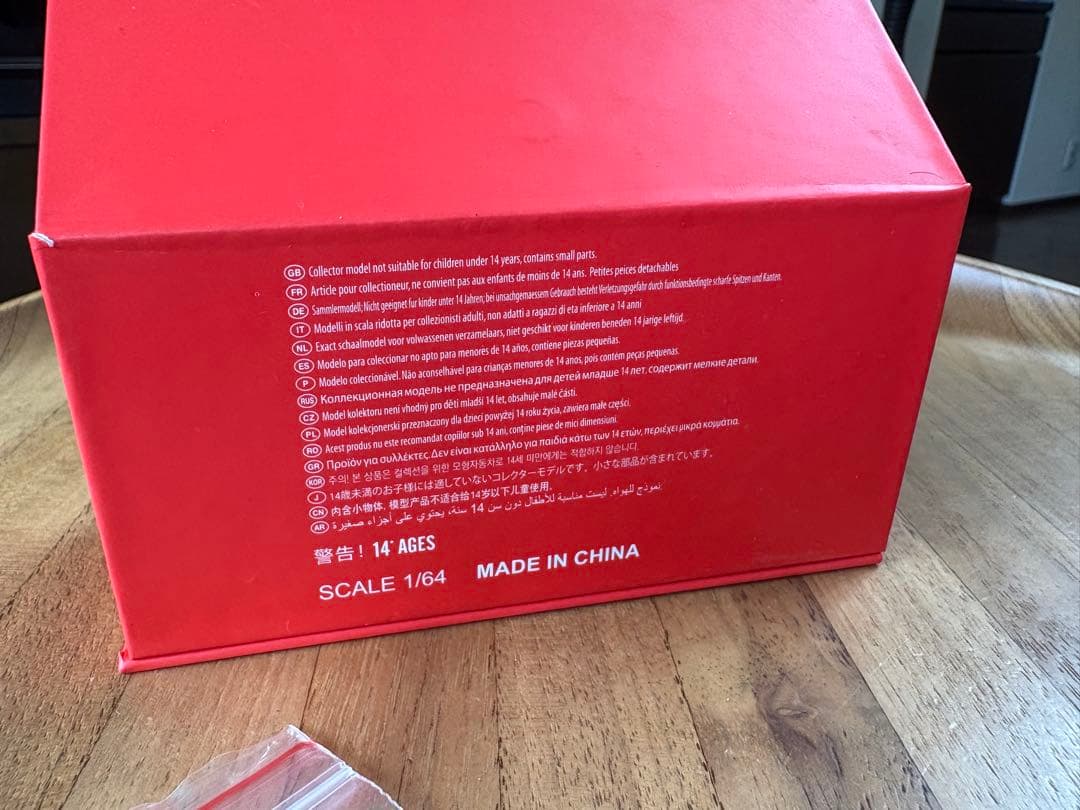 GB Collector model not suitable for children under 14 years, contains small parts.
FR Article pour collectioneur, ne convient pas aux enfants de moins de 14 ans. Petites peices detachables
DE Sammlermodell; Nicht geeignet fur kinder unter 14 Jahren; bei unsachgemaessem Gebrauch besteht Verletzungsgefahr durch funktionsbedingte scharfe Spitzen und Kanten.
IT Modelli in scala ridotta per collezionisti adulti, non adatti a ragazzi di eta inferiore a 14 anni
NL Exact schaalmodel voor volwassenen verzamelaars, niet geschikt voor kinderen beneden 14 jarige leftijd.
ES Modelo para coleccionar no apto para menores de 14 años, contiene piezas pequeñas.
P Modelo coleccionável. Não aconselhável para crianças menores de 14 anos, pois contém peças pequenas.
RUS Коллекционная модель не предназначена для детей младше 14 лет, содержит мелкие детали.
CZ Model kolektoru není vhodný pro děti mladší 14 let, obsahuje malé části.
PL Model kolekcjonerski przeznaczony dla dzieci powyżej 14 roku życia, zawiera małe części.
RO Acest produs nu este recomandat copiilor sub 14 ani, conține piese de mici dimensiuni.
GR Προϊόν για συλλέκτες. Δεν είναι κατάλληλο για παιδιά κάτω των 14 ετών, περιέχει μικρά κομμάτια.
KOR 주의! 본 상품은 컬렉션을 위한 모형자동차로 14세 미만에게는 적합하지 않습니다.
J 14歳未満のお子様には適していないコレクターモデルです。小さな部品が含まれています。
CN 内含小物体, 模型产品不适合给14岁以下儿童使用。
AR نموذج للهواه. ليست مناسبة للأطفال دون سن 14 سنة، يحتوي على أجزاء صغيرة
警告! 14+ AGES
SCALE 1/64 MADE IN CHINA